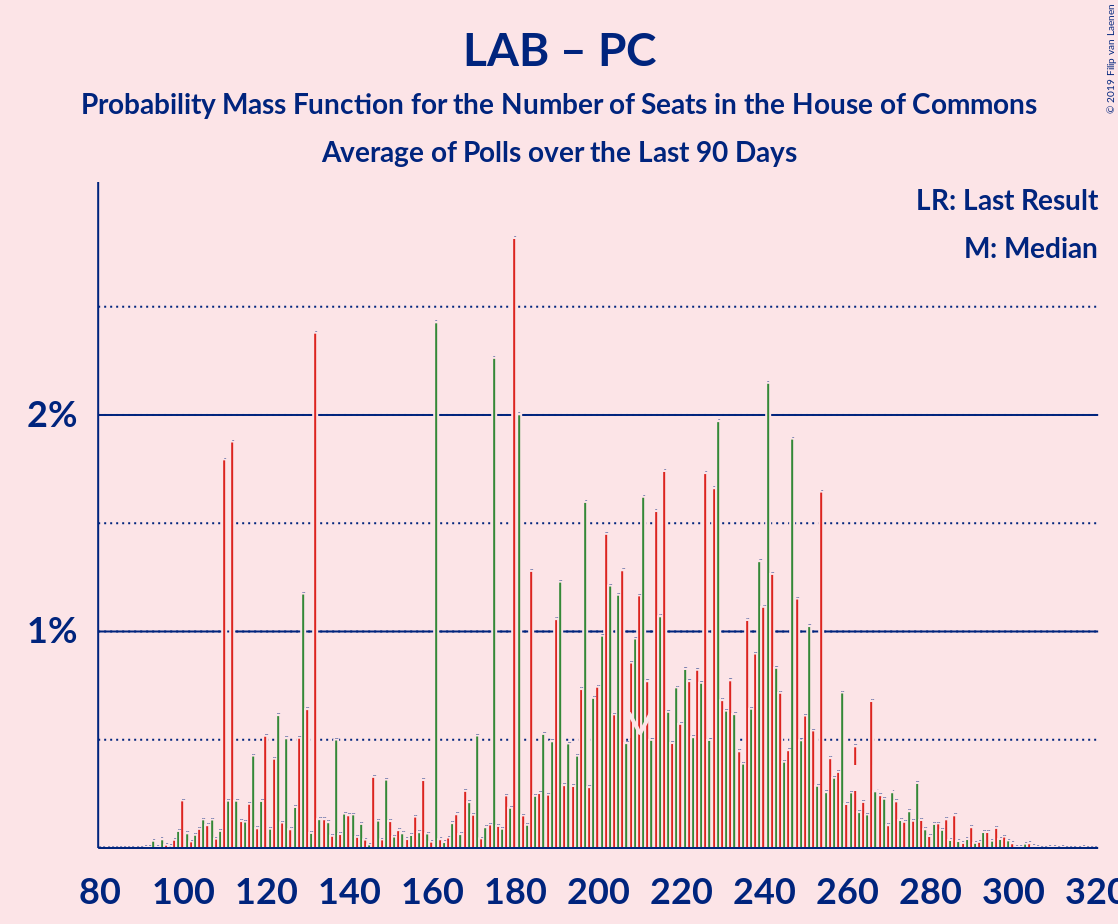 LAB – PC
Probability Mass Function for the Number of Seats in the House of Commons
Average of Polls over the Last 90 Days
© 2019 Filip van Laenen
LR: Last Result
M: Median
2%
1%
80 100 120 140 160 180 200 220 240 260 280 300 320